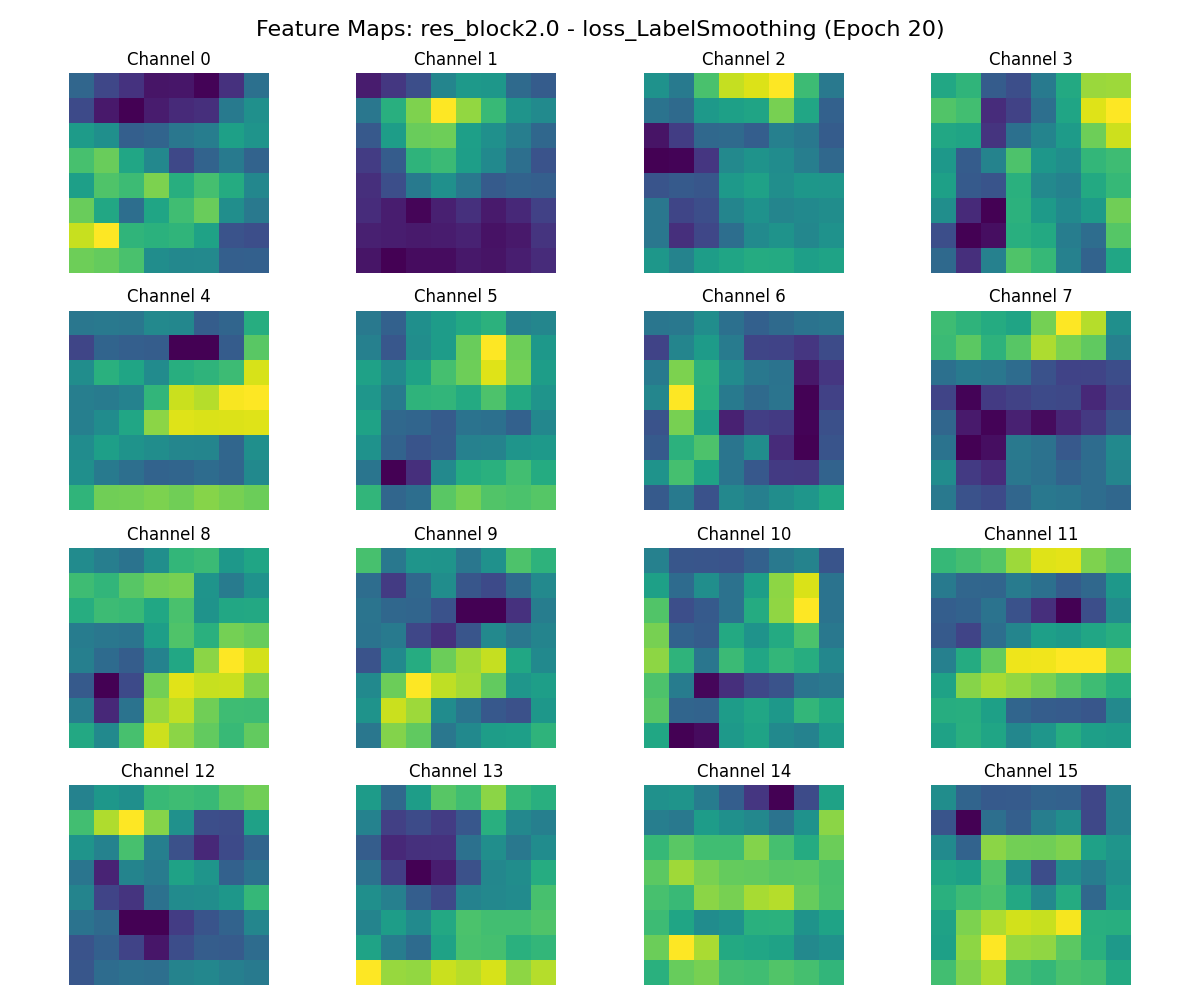 Feature Maps: res_block2.0 - loss_LabelSmoothing (Epoch 20)
Channel 0
Channel 1
Channel 2
Channel 3
Channel 4
Channel 5
Channel 6
Channel 7
Channel 8
Channel 9
Channel 10
Channel 11
Channel 12
Channel 13
Channel 14
Channel 15